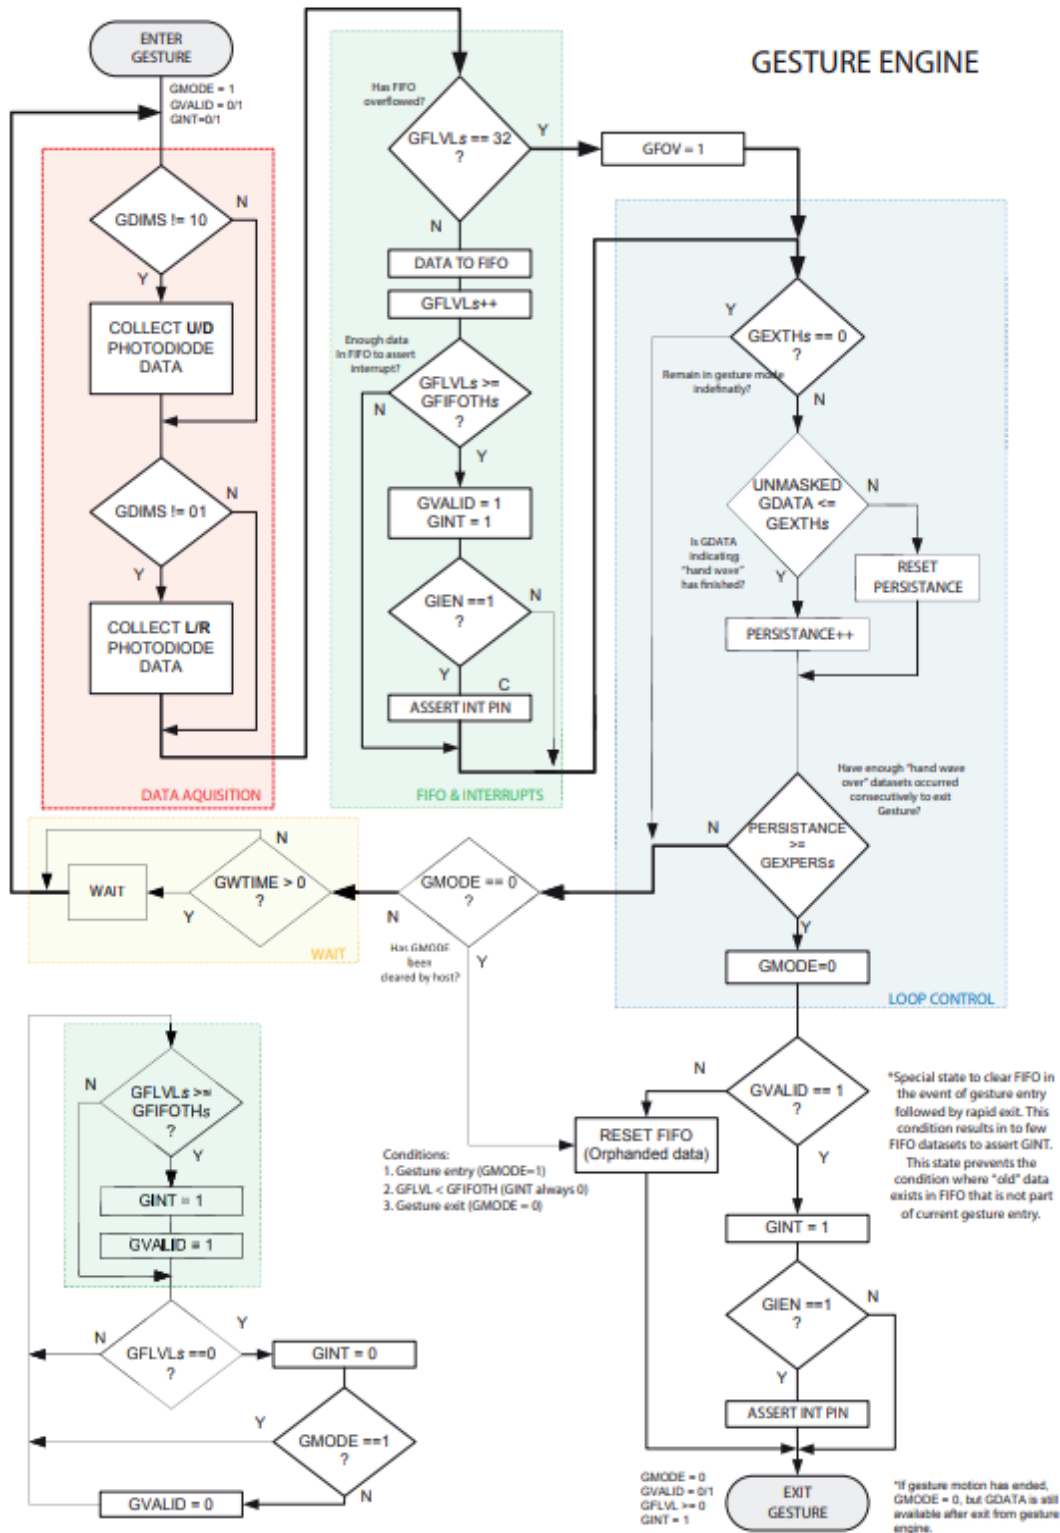 GESTURE ENGINE
ENTER
GESTURE
GMODE = 1
GVALID = 0/1
GINT=0/1
GDIMS != 10
?
N
Y
COLLECT U/D
PHOTODIODE
DATA
GDIMS != 01
?
N
Y
COLLECT L/R
PHOTODIODE
DATA
DATA AQUISITION
Has FIFO
overflowed?
GFLVLs == 32
?
Y
N
GFOV = 1
DATA TO FIFO
GFLVLs++
Enough data
In FIFO to assert
interrupt?
GFLVLs >=
GFIFOTHs
?
N
Y
GVALID = 1
GINT = 1
GIEN ==1
?
N
Y
C
ASSERT INT PIN
FIFO & INTERRUPTS
Y
GEXTHs == 0
?
Remain in gesture mode
indefinatly?
N
UNMASKED
GDATA <=
GEXTHs
N
Is GDATA
indicating
"hand wave"
has finished?
Y
RESET
PERSISTANCE
PERSISTANCE++
Have enough "hand wave
over" datasets occurred
consecutively to exit
Gesture?
N
PERSISTANCE
>=
GEXPERSs
Y
GMODE=0
LOOP CONTROL
N
GWTIME > 0
?
Y
WAIT
WAIT
GMODE == 0
?
N
Has GMODE
been
cleared by host?
Y
GFLVLs >=
GFIFOTHs
?
N
Y
GINT = 1
GVALID = 1
GFLVLs ==0
?
N
Y
GINT = 0
GMODE ==1
?
Y
N
GVALID = 0
Conditions:
1. Gesture entry (GMODE=1)
2. GFLVL < GFIFOTH (GINT always 0)
3. Gesture exit (GMODE = 0)
N
GVALID == 1
?
Y
RESET FIFO
(Orphanded data)
*Special state to clear FIFO in
the event of gesture entry
followed by rapid exit. This
condition results in to few
FIFO datasets to assert GINT.
This state prevents the
condition where "old" data
exists in FIFO that is not part
of current gesture entry.
GINT = 1
GIEN ==1
?
N
Y
ASSERT INT PIN
GMODE = 0
GVALID = 0/1
GFLVL >= 0
GINT = 1
EXIT
GESTURE
*If gesture motion has ended,
GMODE = 0, but GDATA is still
available after exit from gesture
engine.